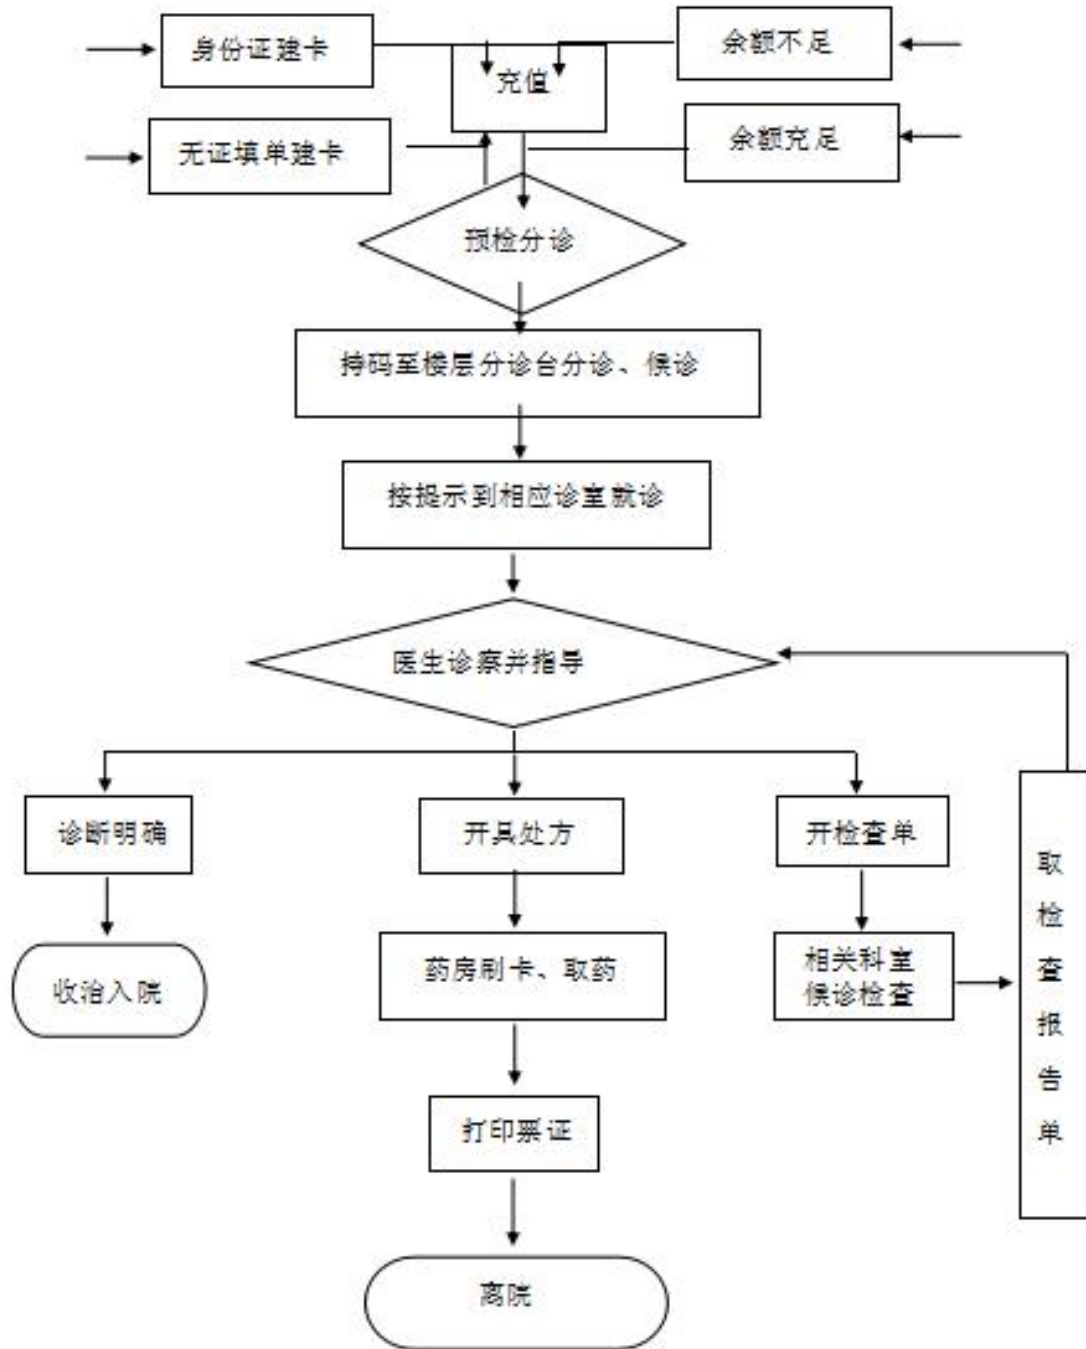 身份证建卡
充值
余额不足
无证填单建卡
余额充足
预检分诊
持码至楼层分诊台分诊、候诊
按提示到相应诊室就诊
医生诊察并指导
诊断明确
开具处方
开检查单
取检查报告单
收治入院
药房刷卡、取药
相关科室
候诊检查
打印票证
离院